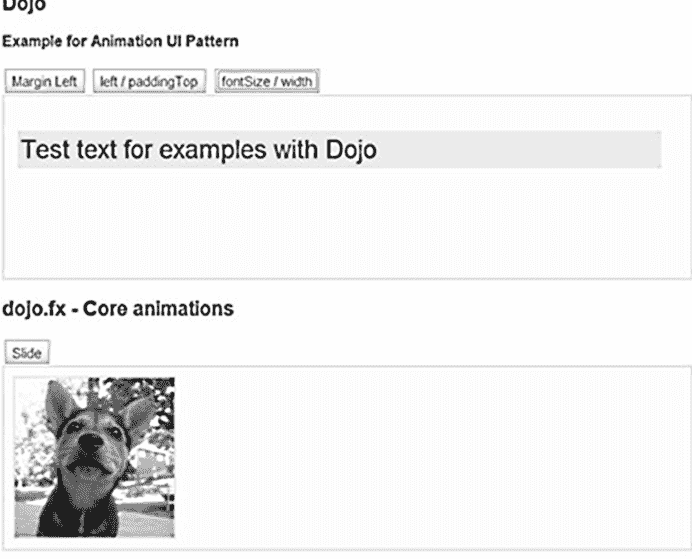 Dojo
Example for Animation UI Pattern
Margin Left left / paddingTop fontSize / width
Test text for examples with Dojo
dojo.fx - Core animations
Slide